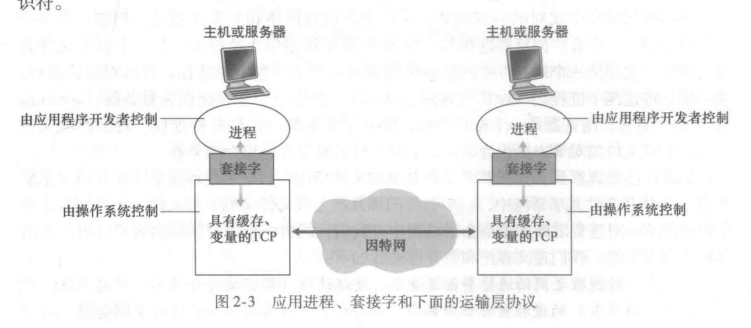 识符。
主机或服务器
主机或服务器
由应用程序开发者控制
进程
进程
由应用程序开发者控制
套接字
套接字
由操作系统控制
具有缓存、
变量的TCP
因特网
具有缓存、
变量的TCP
由操作系统控制
图2-3 应用进程、套接字和下面的运输层协议